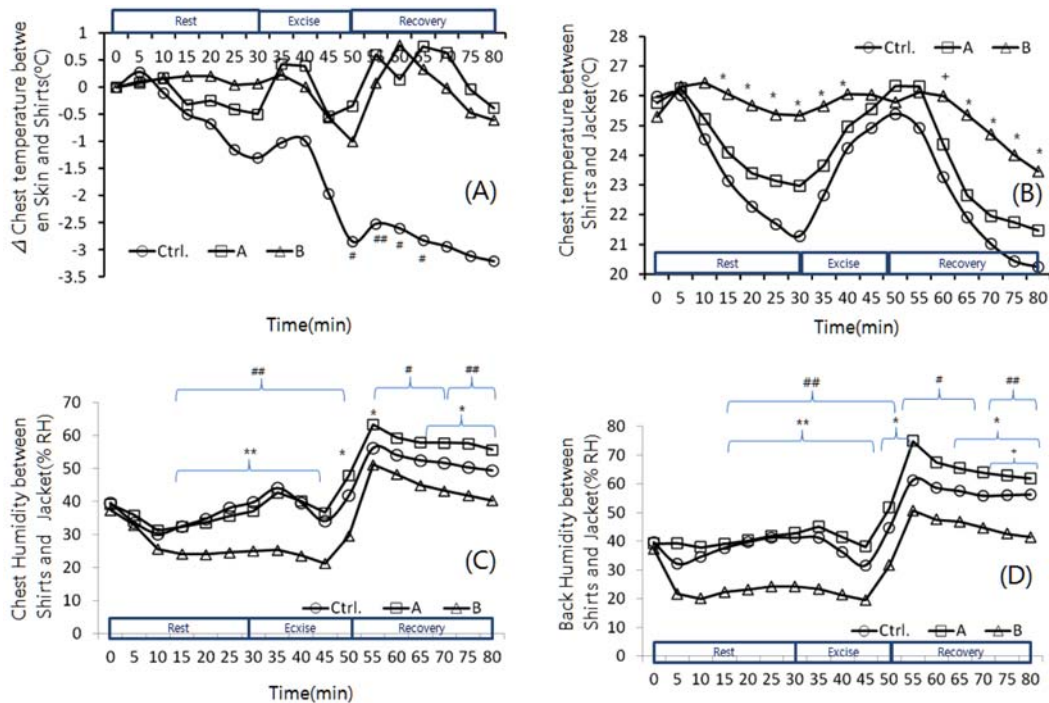 (A)
Rest Excise Recovery
1
0 5 10 15 20 25 30 35 40 45 50 55 60 65 70 75 80
0.5
0
-0.5
-1
-1.5
-2
-2.5
-3
-3.5
⊿ Chest temperature betwe
en Skin and Shirts(⁰C)
(A)
Ctrl. A B
# ## # #
Time(min)
(B)
Ctrl. A B
28
27
26
25
24
23
22
21
20
Chest temperature between
Shirts and Jacket(⁰C)
* * * * * * + * * * *
(B)
Rest Excise Recovery
0 5 10 15 20 25 30 35 40 45 50 55 60 65 70 75 80
Time(min)
## # ##
* *
** *
70
60
50
40
30
20
10
0
Chest Humidity between
Shirts and Jacket(% RH)
(C)
Ctrl. A B
Rest Ecxise Recovery
0 5 10 15 20 25 30 35 40 45 50 55 60 65 70 75 80
Time(min)
## # ##
** * *
*
90
80
70
60
50
40
30
20
10
0
Back Humidity between
Shirts and Jacket(% RH)
(D)
Ctrl. A B
Rest Excise Recovery
0 5 10 15 20 25 30 35 40 45 50 55 60 65 70 75 80
Time(min)